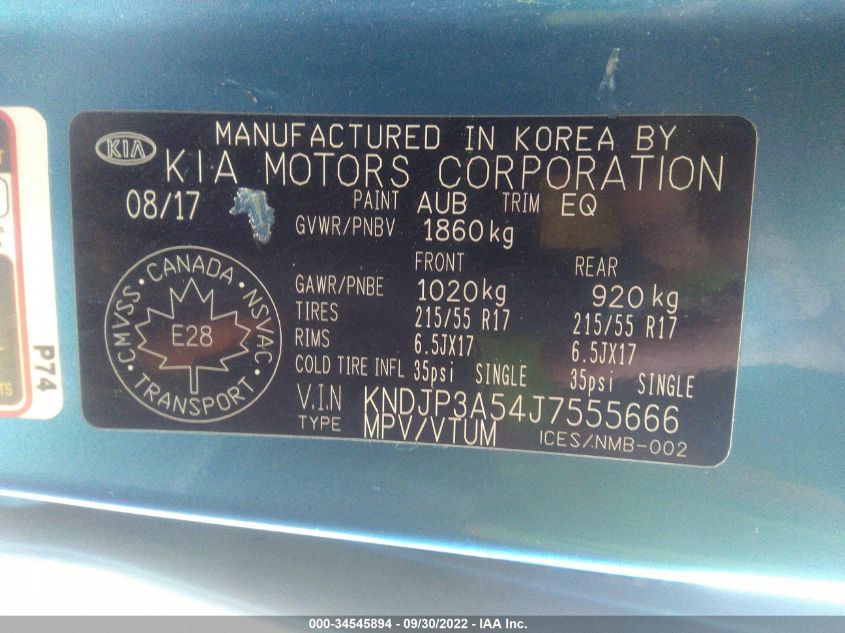 MANUFACTURED IN KOREA BY
KIA
KIA MOTORS CORPORATION
08/17 PAINT AUB TRIM EQ
GVWR/PNBV 1860kg
FRONT REAR
GAWR/PNBE 1020kg 920kg
TIRES 215/55 R17 215/55 R17
RIMS 6.5JX17 6.5JX17
COLD TIRE INFL 35psi SINGLE 35psi SINGLE
V.I.N KNDJP3A54J7555666
TYPE MPV/VTUM ICES/NMB-002
CMVSS • CANADA • NSVAC • TRANSPORT •
E28
P74
TS
000-34545894 - 09/30/2022 - IAA Inc.